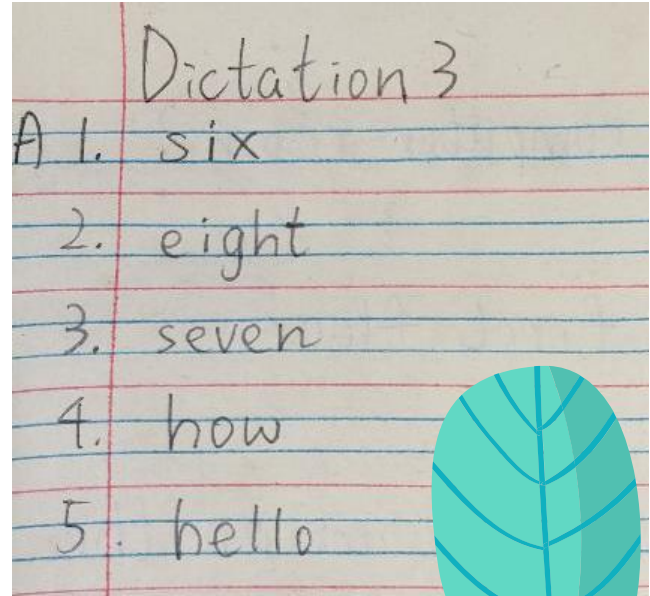 Dictation 3
A 1. six
2. eight
3. seven
4. how
5. hello